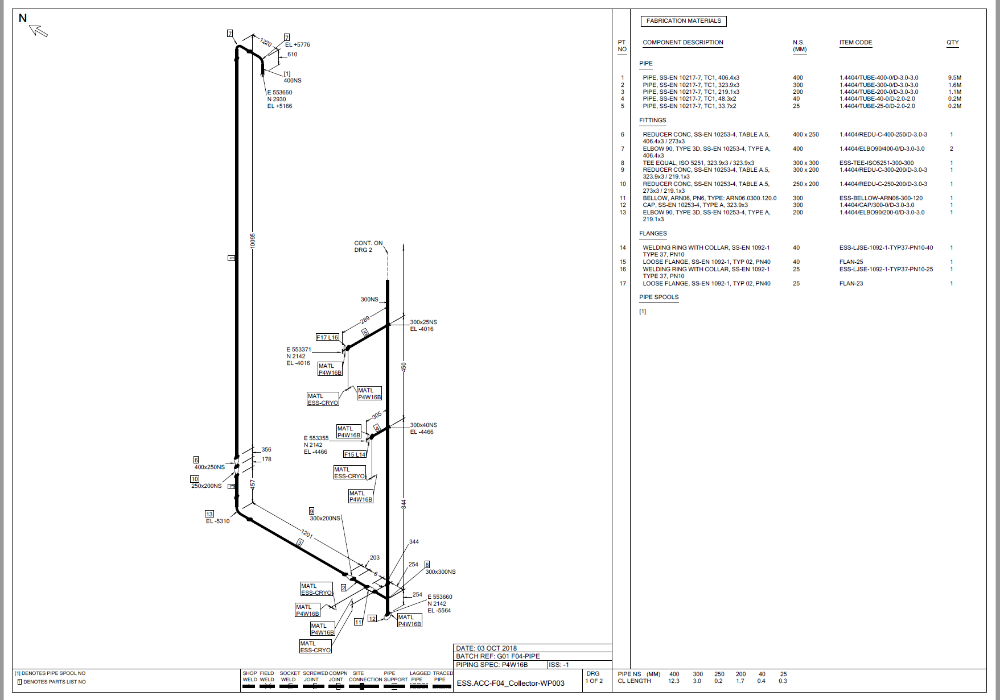 N
7
1220
7
EL +5776
610
[1]
400NS
E 553660
N 2930
EL +5166
10095
1
CONT. ON
DRG 2
300NS
289
5
300x25NS
EL -4016
F17 L16
E 553371
N 2142
EL -4016
MATL
P4W16B
450
MATL
P4W16B
MATL
ESS-CRYO
305
4
300x40NS
EL -4466
MATL
P4W16B
E 553355
N 2142
EL -4466
F15 L14
MATL
ESS-CRYO
MATL
P4W16B
356
178
6
400x250NS
10
250x200NS
3
457
844
13
EL -5310
9
300x200NS
1201
3
344
203
254
8
300x300NS
6
2
MATL
ESS-CRYO
254
E 553660
N 2142
EL -5564
MATL
P4W16B
11
12
MATL
P4W16B
MATL
P4W16B
MATL
ESS-CRYO
FABRICATION MATERIALS
PT NO COMPONENT DESCRIPTION N.S. (MM) ITEM CODE QTY
PIPE
1 PIPE, SS-EN 10217-7, TC1, 406.4x3 400 1.4404/TUBE-400-0/D-3.0-3.0 9.5M
2 PIPE, SS-EN 10217-7, TC1, 323.9x3 300 1.4404/TUBE-300-0/D-3.0-3.0 1.6M
3 PIPE, SS-EN 10217-7, TC1, 219.1x3 200 1.4404/TUBE-200-0/D-3.0-3.0 1.1M
4 PIPE, SS-EN 10217-7, TC1, 48.3x2 40 1.4404/TUBE-40-0/D-2.0-2.0 0.2M
5 PIPE, SS-EN 10217-7, TC1, 33.7x2 25 1.4404/TUBE-25-0/D-2.0-2.0 0.2M
FITTINGS
6 REDUCER CONC, SS-EN 10253-4, TABLE A.5, 400 x 250 1.4404/REDU-C-400-250/D-3.0-3 1
406.4x3 / 273x3
7 ELBOW 90, TYPE 3D, SS-EN 10253-4, TYPE A, 400 1.4404/ELBO90/400-0/D-3.0-3.0 2
406.4x3
8 TEE EQUAL, ISO 5251, 323.9x3 / 323.9x3 300 x 300 ESS-TEE-ISO5251-300-300 1
9 REDUCER CONC, SS-EN 10253-4, TABLE A.5, 300 x 200 1.4404/REDU-C-300-200/D-3.0-3 1
323.9x3 / 219.1x3
10 REDUCER CONC, SS-EN 10253-4, TABLE A.5, 250 x 200 1.4404/REDU-C-250-200/D-3.0-3 1
273x3 / 219.1x3
11 BELLOW, ARN06, PN6, TYPE: ARN06.0300.120.0 300 ESS-BELLOW-ARN06-300-120 1
12 CAP, SS-EN 10253-4, TYPE A, 323.9x3 300 1.4404/CAP/300-0/D-3.0-3.0 1
13 ELBOW 90, TYPE 3D, SS-EN 10253-4, TYPE A, 200 1.4404/ELBO90/200-0/D-3.0-3.0 1
219.1x3
FLANGES
14 WELDING RING WITH COLLAR, SS-EN 1092-1 40 ESS-LJSE-1092-1-TYP37-PN10-40 1
TYPE 37, PN10
15 LOOSE FLANGE, SS-EN 1092-1, TYP 02, PN40 40 FLAN-25 1
16 WELDING RING WITH COLLAR, SS-EN 1092-1 25 ESS-LJSE-1092-1-TYP37-PN10-25 1
TYPE 37, PN10
17 LOOSE FLANGE, SS-EN 1092-1, TYP 02, PN40 25 FLAN-23 1
PIPE SPOOLS
[1]
DATE: 03 OCT 2018
BATCH REF: G01 F04-PIPE
PIPING SPEC: P4W16B ISS: -1
[1] DENOTES PIPE SPOOL NO
1 DENOTES PARTS LIST NO
SHOP WELD
FIELD WELD
SOCKET WELD
SCREWED JOINT
COMPN JOINT
SITE CONNECTION
PIPE SUPPORT
LAGGED PIPE
TRACED PIPE
ESS.ACC-F04_Collector-WP003
DRG
1 OF 2
PIPE NS (MM) 400 300 250 200 40 25
CL LENGTH 12.3 3.0 0.2 1.7 0.4 0.3